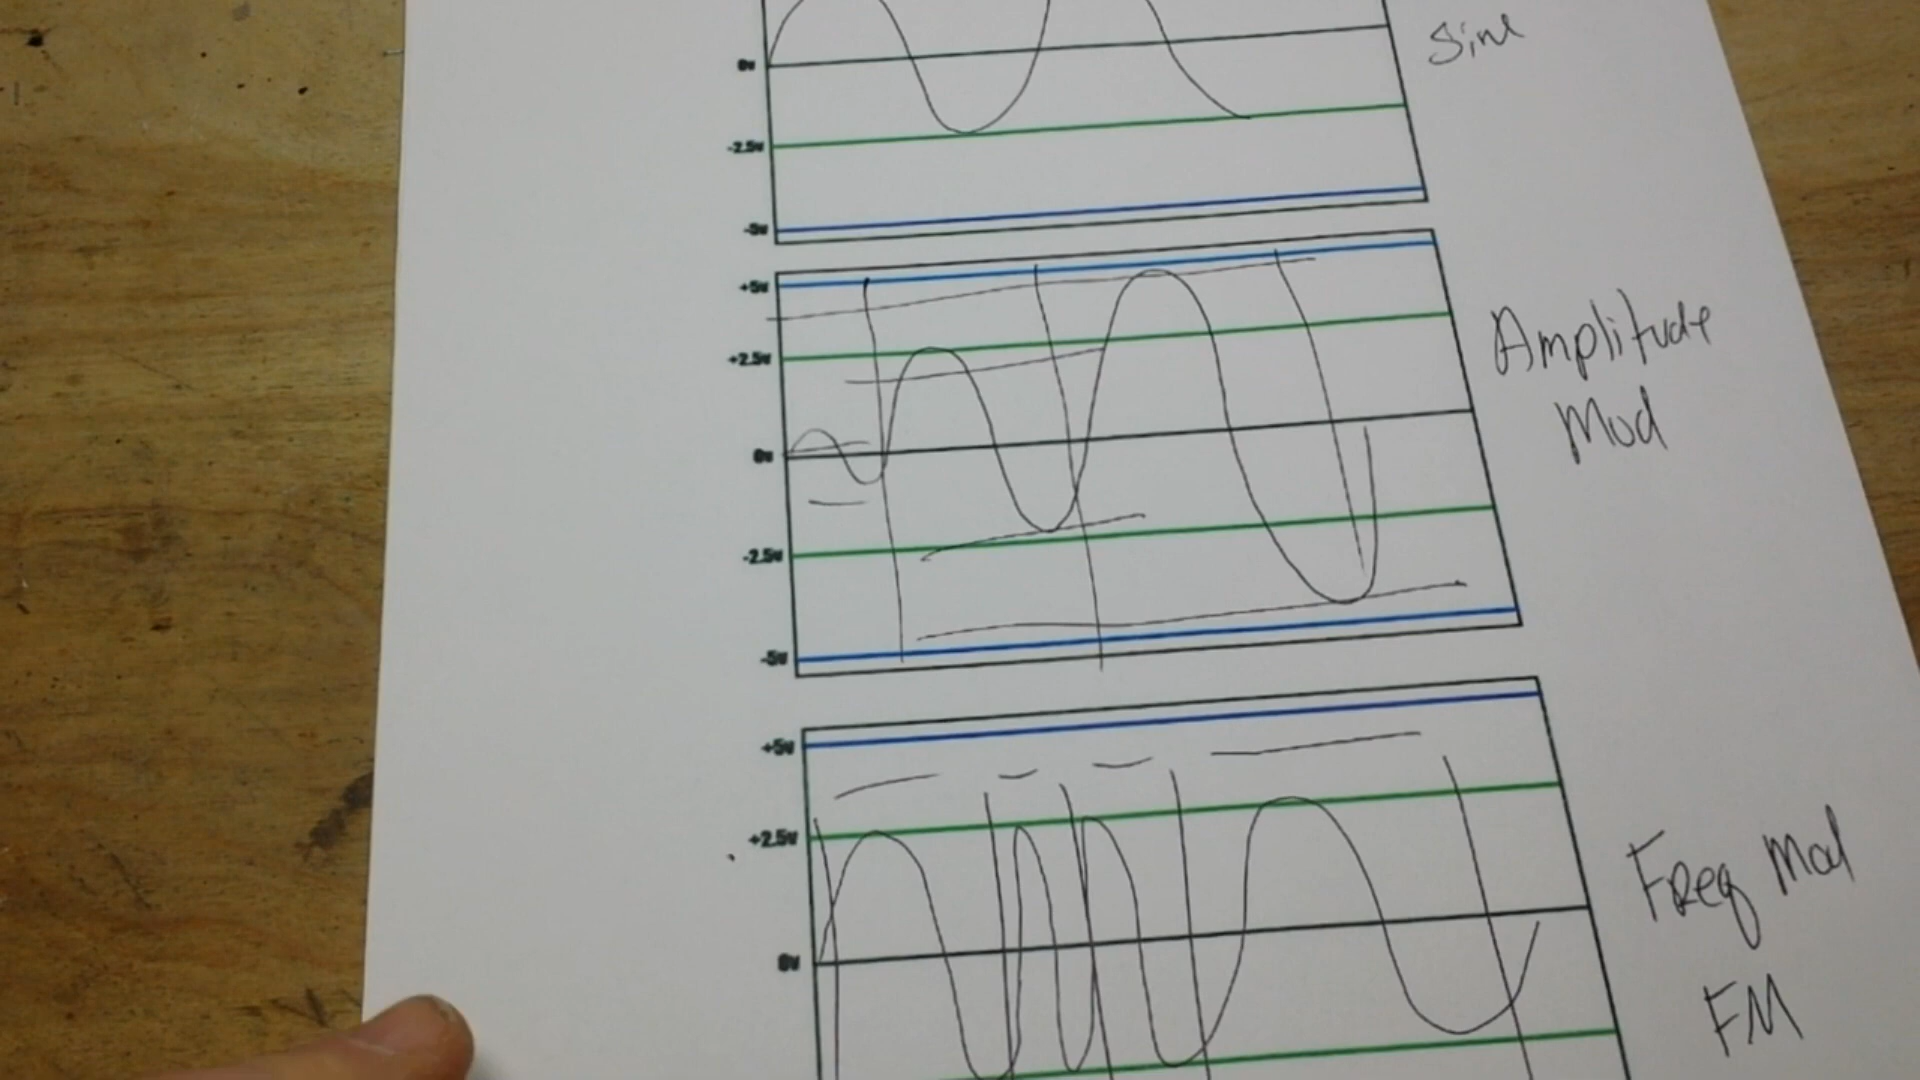 0v
Sine
-2.5v
-5v
+5v
+2.5v
Amplitude
Mod
0v
-2.5v
-5v
+5v
+2.5v
Freq Mod
0v
FM